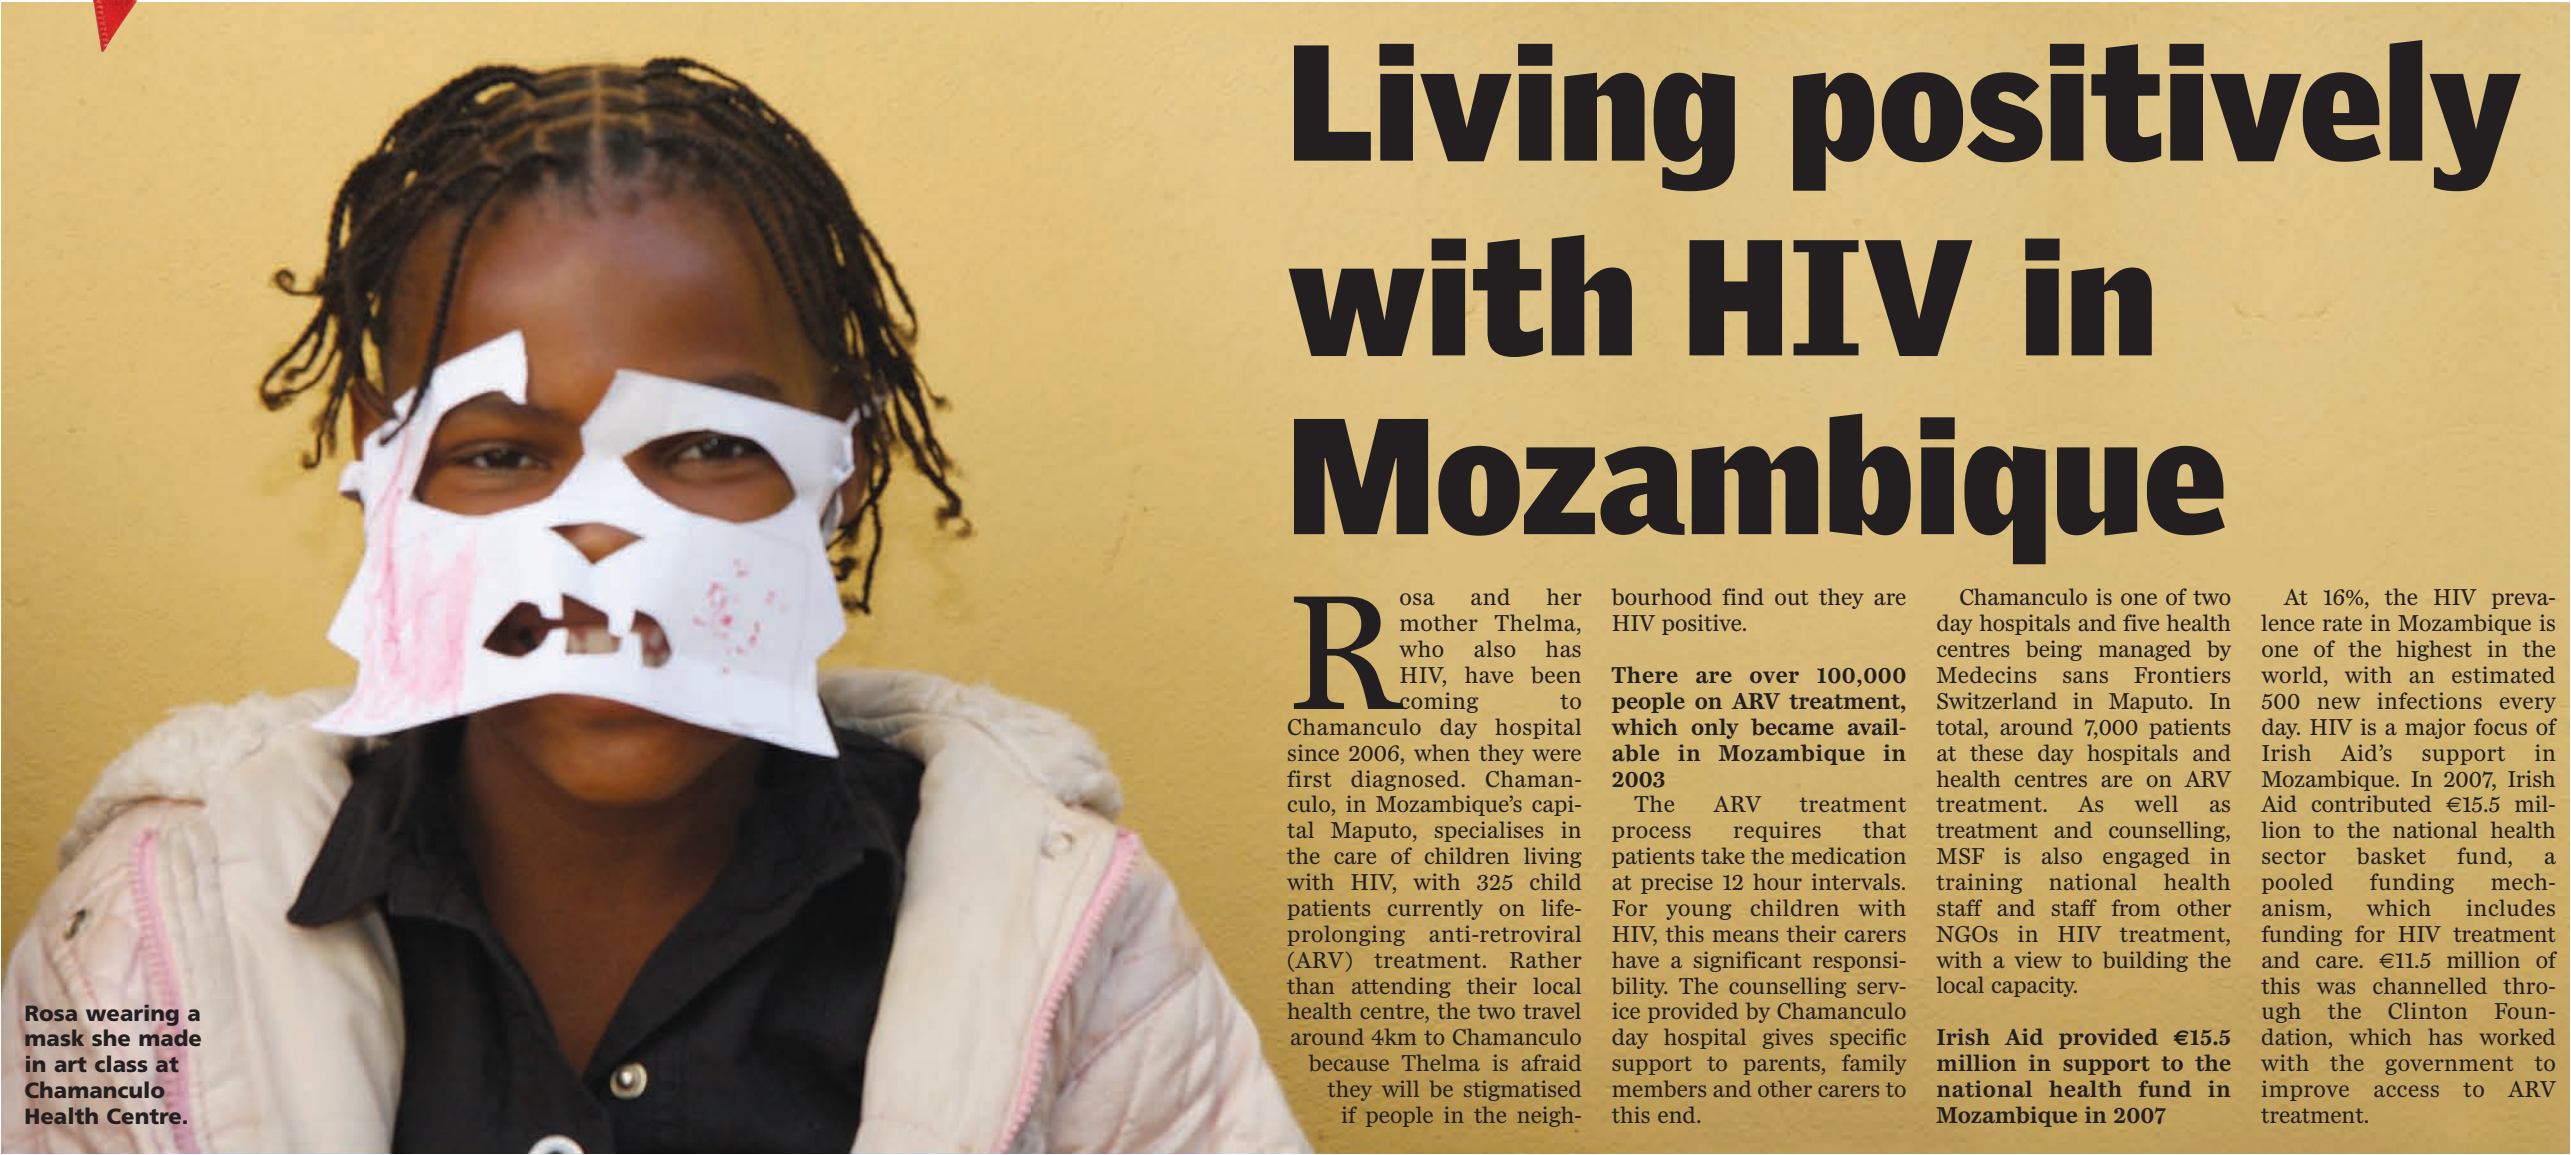 Living positively
with HIV in
Mozambique
Rosa and her
mother Thelma,
who also has
HIV, have been
coming to
Chamanculo day hospital
since 2006, when they were
first diagnosed. Chaman-
culo, in Mozambique's capi-
tal Maputo, specialises in
the care of children living
with HIV, with 325 child
patients currently on life-
prolonging anti-retroviral
(ARV) treatment. Rather
than attending their local
health centre, the two travel
around 4km to Chamanculo
because Thelma is afraid
they will be stigmatised
if people in the neigh-
bourhood find out they are
HIV positive.
There are over 100,000
people on ARV treatment,
which only became avail-
able in Mozambique in
2003
The ARV treatment
process requires that
patients take the medication
at precise 12 hour intervals.
For young children with
HIV, this means their carers
have a significant responsi-
bility. The counselling serv-
ice provided by Chamanculo
day hospital gives specific
support to parents, family
members and other carers to
this end.
Chamanculo is one of two
day hospitals and five health
centres being managed by
Medecins sans Frontiers
Switzerland in Maputo. In
total, around 7,000 patients
at these day hospitals and
health centres are on ARV
treatment. As well as
treatment and counselling,
MSF is also engaged in
training national health
staff and staff from other
NGOs in HIV treatment,
with a view to building the
local capacity.
Irish Aid provided €15.5
million in support to the
national health fund in
Mozambique in 2007
At 16%, the HIV preva-
lence rate in Mozambique is
one of the highest in the
world, with an estimated
500 new infections every
day. HIV is a major focus of
Irish Aid's support in
Mozambique. In 2007, Irish
Aid contributed €15.5 mil-
lion to the national health
sector basket fund, a
pooled funding mech-
anism, which includes
funding for HIV treatment
and care. €11.5 million of
this was channelled thro-
ugh the Clinton Foun-
dation, which has worked
with the government to
improve access to ARV
treatment.
Rosa wearing a
mask she made
in art class at
Chamanculo
Health Centre.